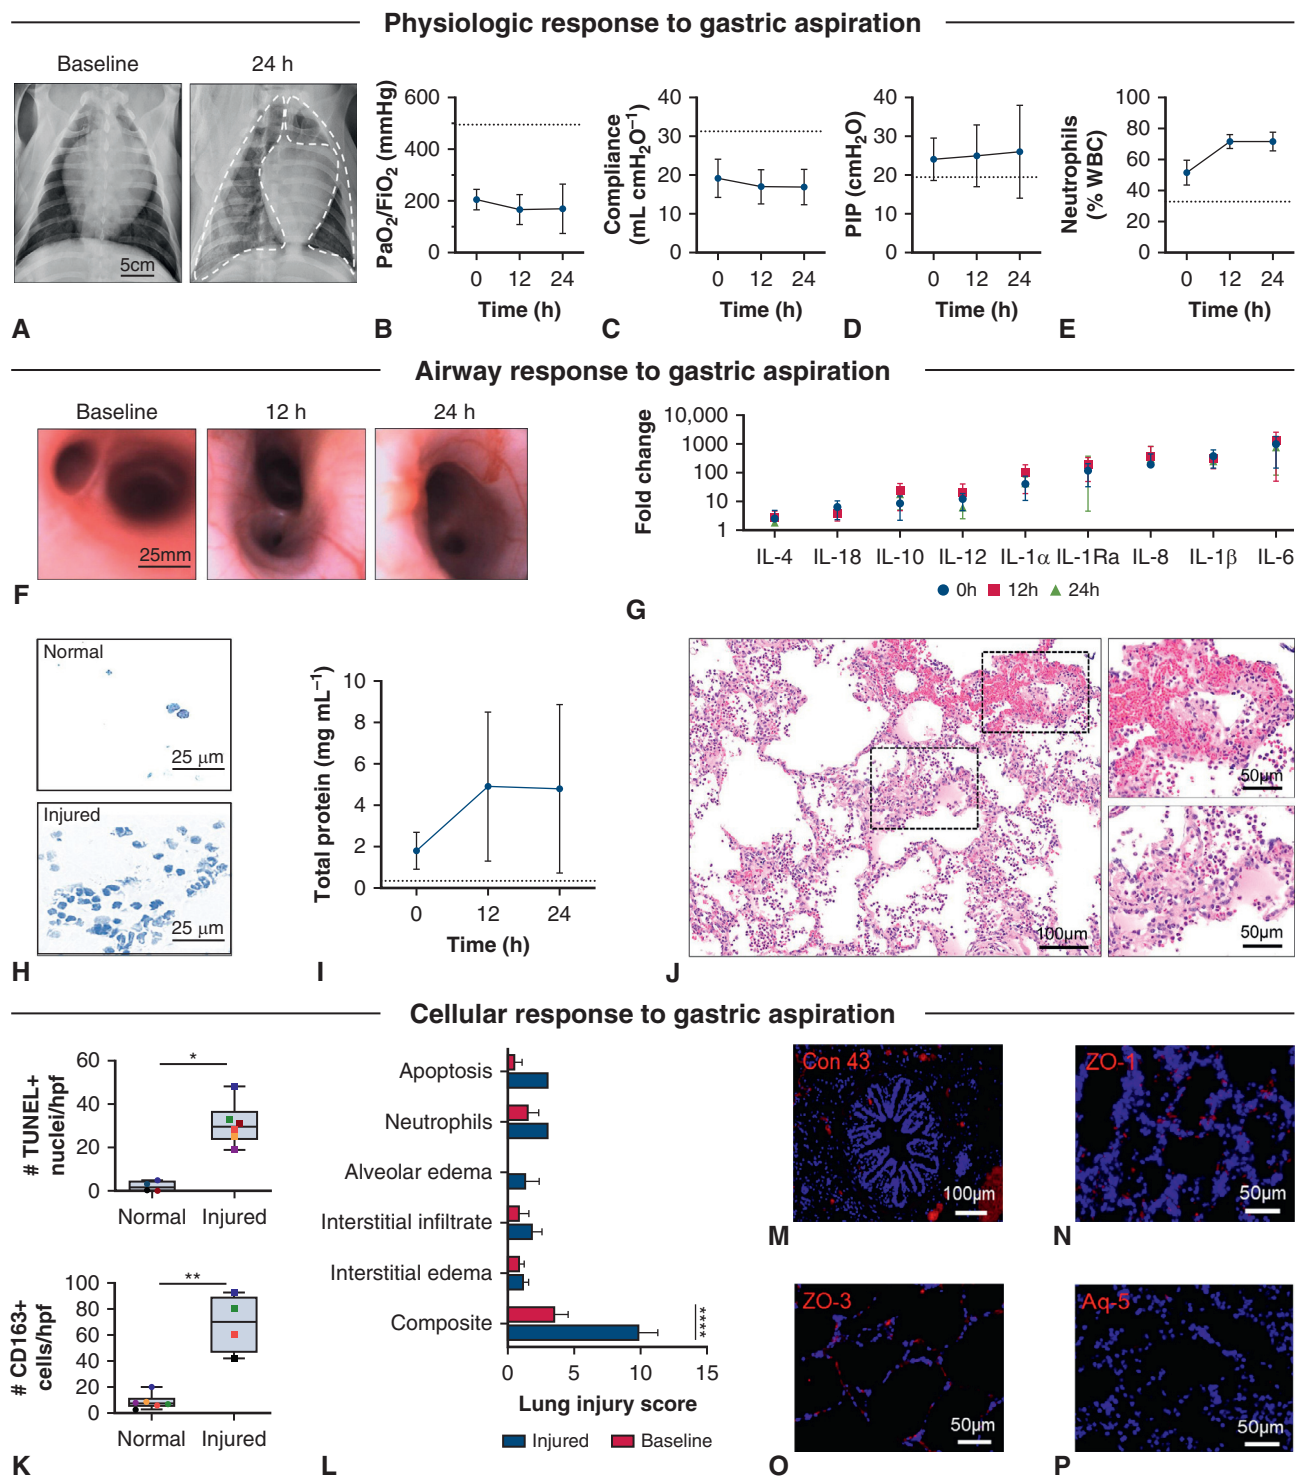 Physiologic response to gastric aspiration
Baseline
24 h
5cm
A
PaO₂/FiO₂ (mmHg)
600
400
200
0
0 12 24
Time (h)
B
Compliance
(mL cmH₂O⁻¹)
40
30
20
10
0
0 12 24
Time (h)
C
PIP (cmH₂O)
40
30
20
10
0
0 12 24
Time (h)
D
Neutrophils
(% WBC)
100
80
60
40
20
0
0 12 24
Time (h)
E
Airway response to gastric aspiration
Baseline
12 h
24 h
25mm
F
Fold change
10,000
1000
100
10
1
IL-4 IL-18 IL-10 IL-12 IL-1α IL-1Ra IL-8 IL-1β IL-6
0h 12h 24h
G
Normal
25 μm
Injured
25 μm
H
Total protein (mg mL⁻¹)
10
8
6
4
2
0
0 12 24
Time (h)
I
100μm
50μm
50μm
J
Cellular response to gastric aspiration
# TUNEL+
nuclei/hpf
60
40
20
0
*
Normal Injured
# CD163+
cells/hpf
100
80
60
40
20
0
**
Normal Injured
K
Apoptosis
Neutrophils
Alveolar edema
Interstitial infiltrate
Interstitial edema
Composite
****
0 5 10 15
Lung injury score
Injured Baseline
L
Con 43
100μm
M
ZO-1
50μm
N
ZO-3
50μm
O
Aq-5
50μm
P